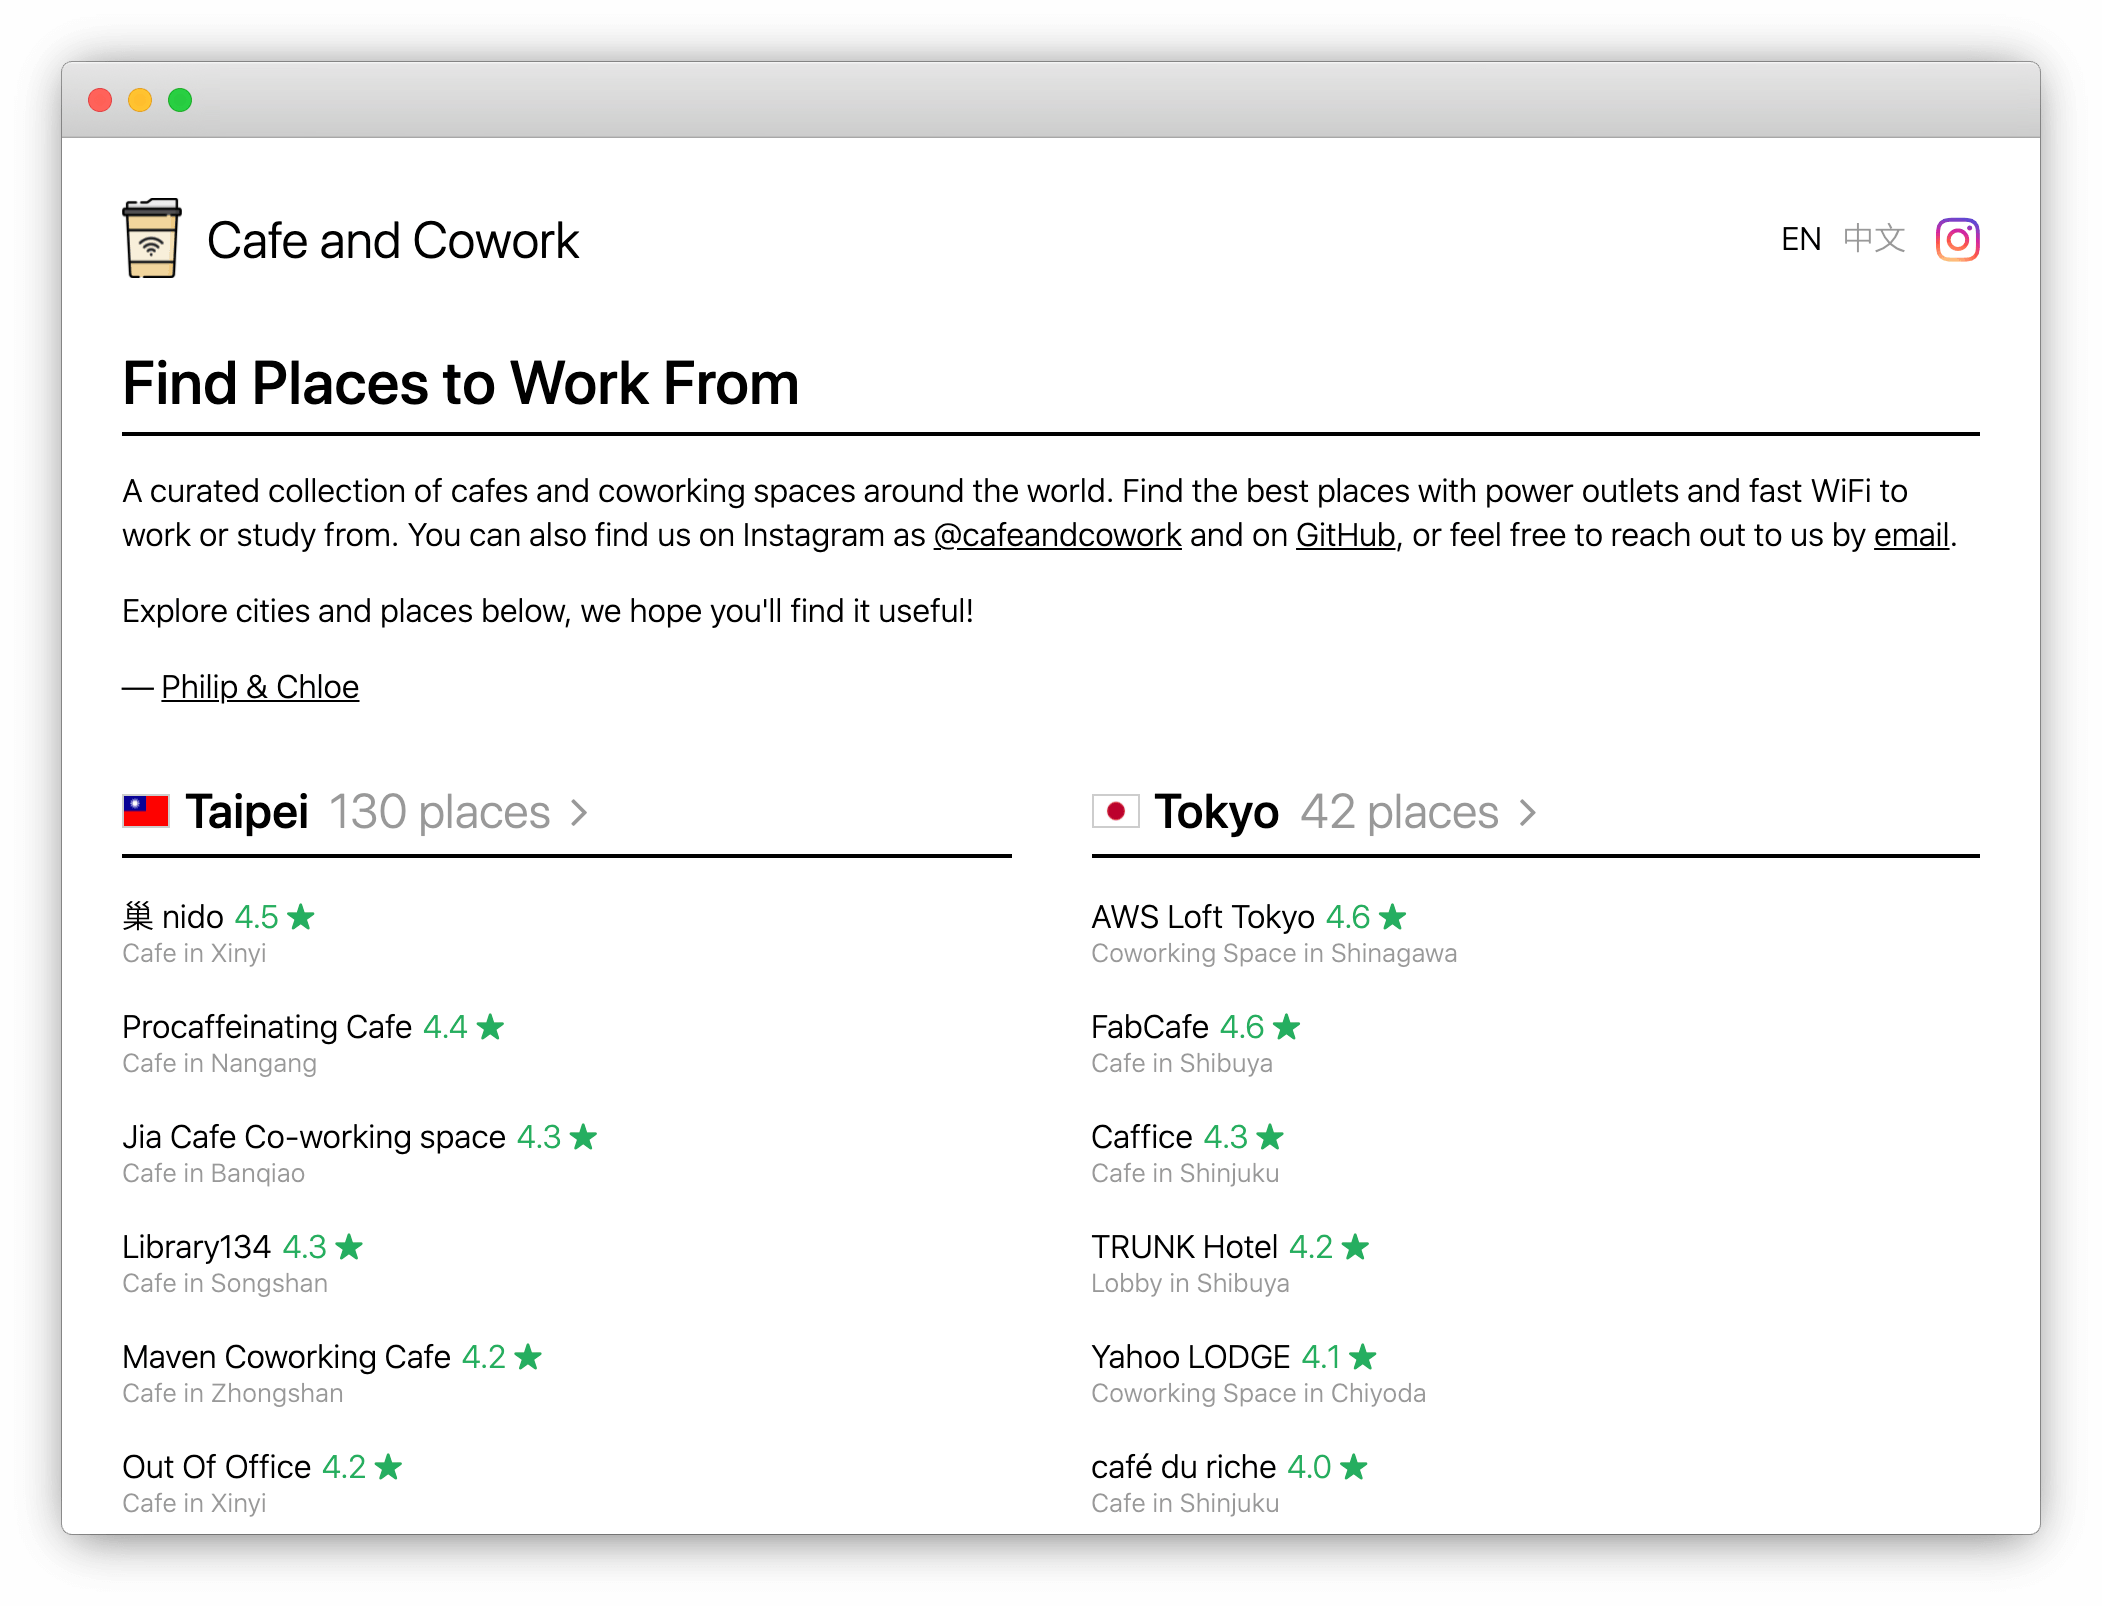 Cafe and Cowork
EN 中文
Find Places to Work From
A curated collection of cafes and coworking spaces around the world. Find the best places with power outlets and fast WiFi to
work or study from. You can also find us on Instagram as @cafeandcowork and on GitHub, or feel free to reach out to us by email.
Explore cities and places below, we hope you'll find it useful!
— Philip & Chloe
Taipei 130 places >
巢 nido 4.5 ★
Cafe in Xinyi
Procaffeinating Cafe 4.4 ★
Cafe in Nangang
Jia Cafe Co-working space 4.3 ★
Cafe in Banqiao
Library134 4.3 ★
Cafe in Songshan
Maven Coworking Cafe 4.2 ★
Cafe in Zhongshan
Out Of Office 4.2 ★
Cafe in Xinyi
Tokyo 42 places >
AWS Loft Tokyo 4.6 ★
Coworking Space in Shinagawa
FabCafe 4.6 ★
Cafe in Shibuya
Caffice 4.3 ★
Cafe in Shinjuku
TRUNK Hotel 4.2 ★
Lobby in Shibuya
Yahoo LODGE 4.1 ★
Coworking Space in Chiyoda
café du riche 4.0 ★
Cafe in Shinjuku